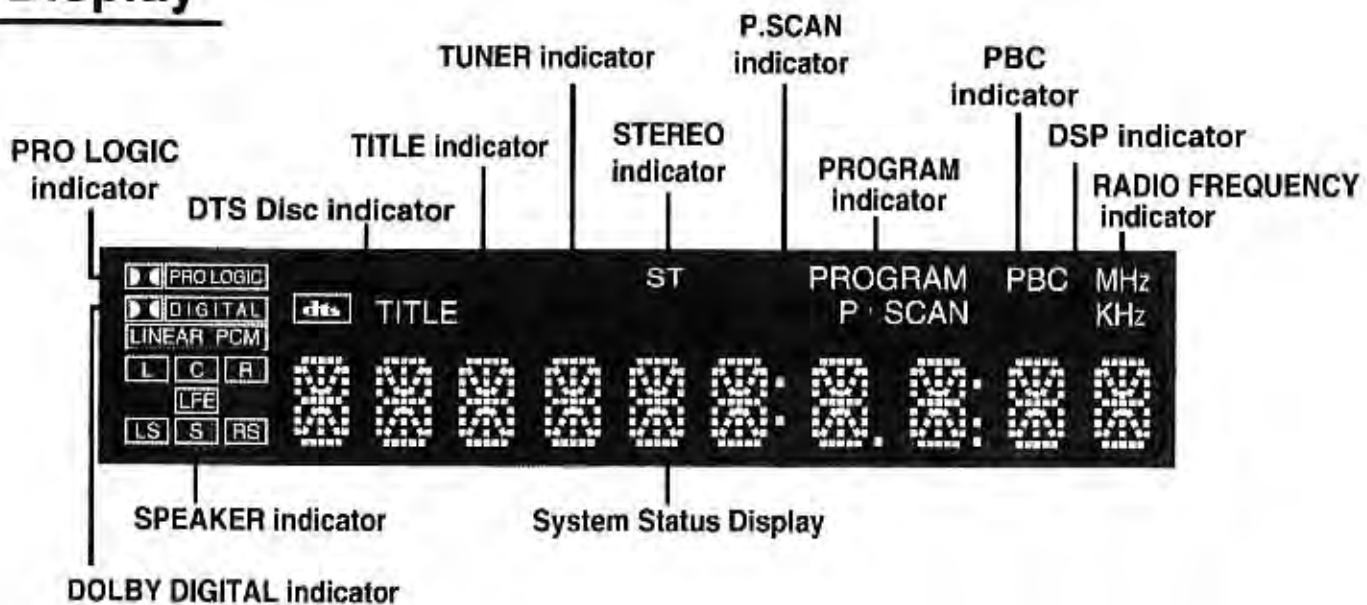 Display
P.SCAN
indicator
TUNER indicator
PBC
indicator
STEREO
indicator
DSP indicator
PRO LOGIC
indicator
TITLE indicator
PROGRAM
indicator
RADIO FREQUENCY
indicator
DTS Disc indicator
PRO LOGIC
ST
PROGRAM
PBC
MHz
DIGITAL
dts
TITLE
P · SCAN
KHz
LINEAR PCM
L C R
LFE
LS S RS
SPEAKER indicator
System Status Display
DOLBY DIGITAL indicator